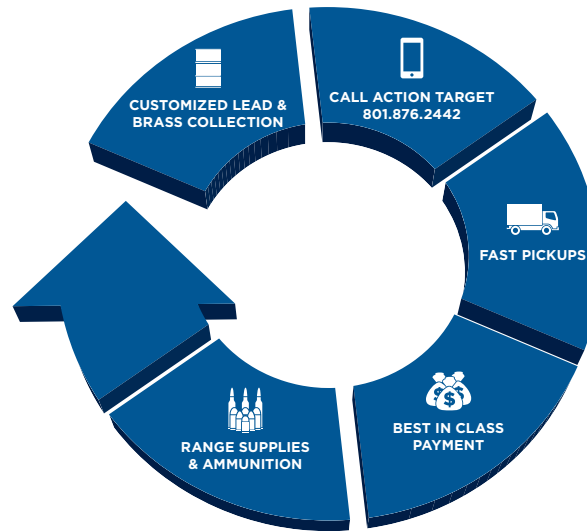 CUSTOMIZED LEAD &
BRASS COLLECTION
CALL ACTION TARGET
801.876.2442
FAST PICKUPS
$ $
$
BEST IN CLASS
PAYMENT
RANGE SUPPLIES
& AMMUNITION